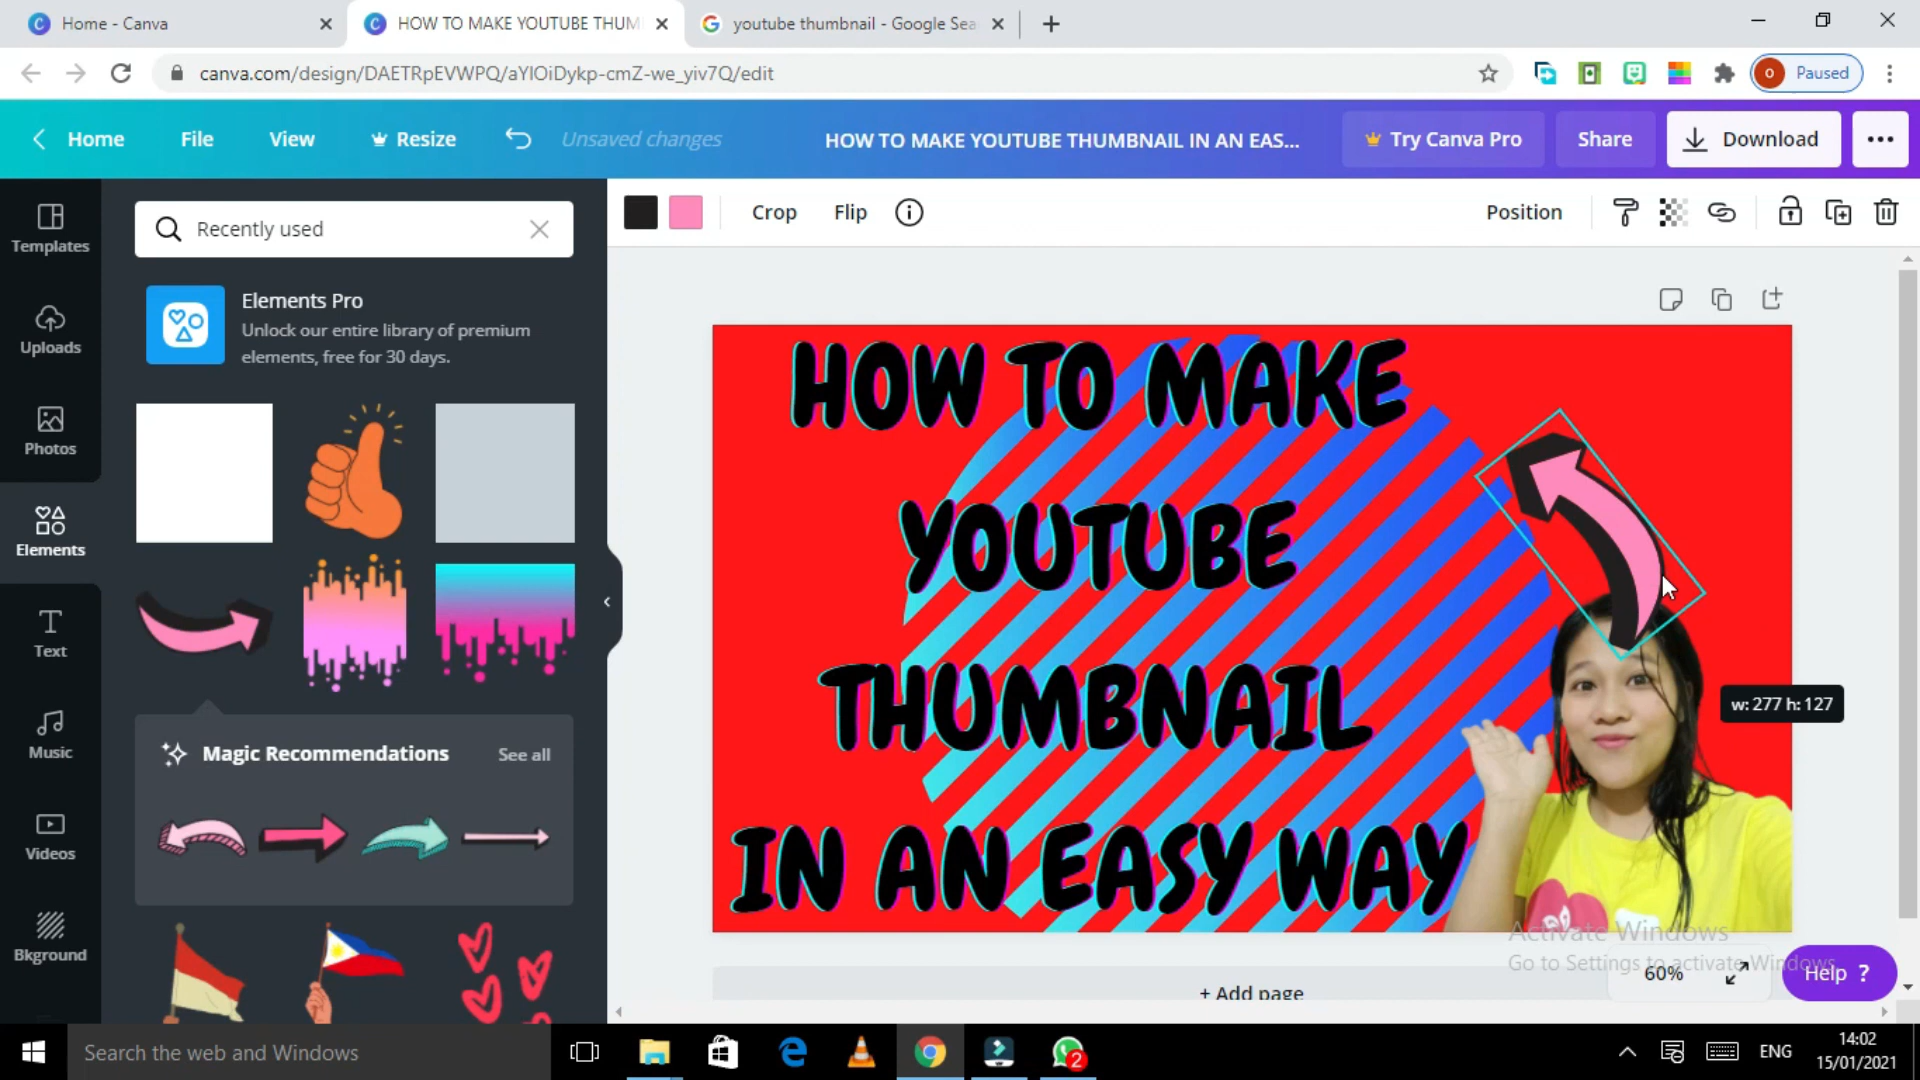 Home - Canva
HOW TO MAKE YOUTUBE THUM
youtube thumbnail - Google Sea
canva.com/design/DAETRpEVWPQ/aYlOiDykp-cmZ-we_yiv7Q/edit
O
Paused
Home
File
View
Resize
Unsaved changes
HOW TO MAKE YOUTUBE THUMBNAIL IN AN EAS...
Try Canva Pro
Share
Download
Templates
Uploads
Photos
Elements
Text
Music
Videos
Bkground
Recently used
Elements Pro
Unlock our entire library of premium
elements, free for 30 days.
Magic Recommendations
See all
Crop
Flip
Position
HOW TO MAKE
YOUTUBE
THUMBNAIL
IN AN EASY WAY
w: 277 h: 127
+ Add page
Activate Windows
Go to Settings to activate Windows.
60%
Help ?
Search the web and Windows
2
ENG
14:02
15/01/2021